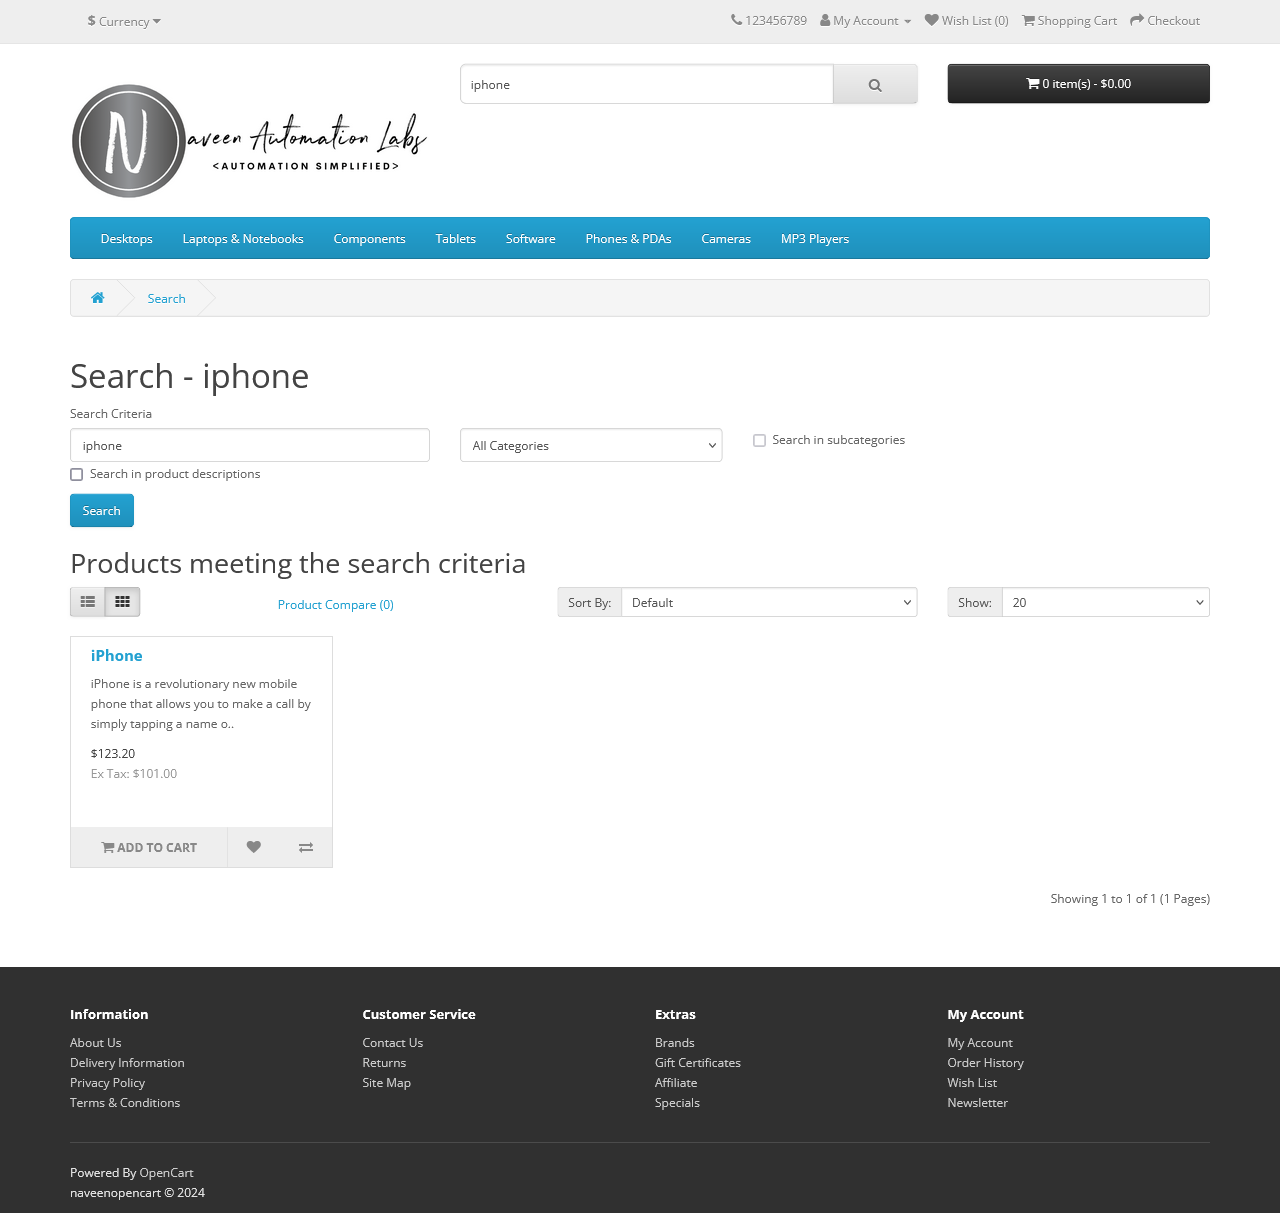 $ Currency
123456789 My Account Wish List (0) Shopping Cart Checkout
iphone
0 item(s) - $0.00
N
aveen Automation Labs
<AUTOMATION SIMPLIFIED>
Desktops Laptops & Notebooks Components Tablets Software Phones & PDAs Cameras MP3 Players
Search
Search - iphone
Search Criteria
iphone All Categories Search in subcategories
Search in product descriptions
Search
Products meeting the search criteria
Product Compare (0) Sort By: Default Show: 20
iPhone
iPhone is a revolutionary new mobile
phone that allows you to make a call by
simply tapping a name o..
$123.20
Ex Tax: $101.00
ADD TO CART
Showing 1 to 1 of 1 (1 Pages)
Information Customer Service Extras My Account
About Us Contact Us Brands My Account
Delivery Information Returns Gift Certificates Order History
Privacy Policy Site Map Affiliate Wish List
Terms & Conditions Specials Newsletter
Powered By OpenCart
naveenopencart © 2024